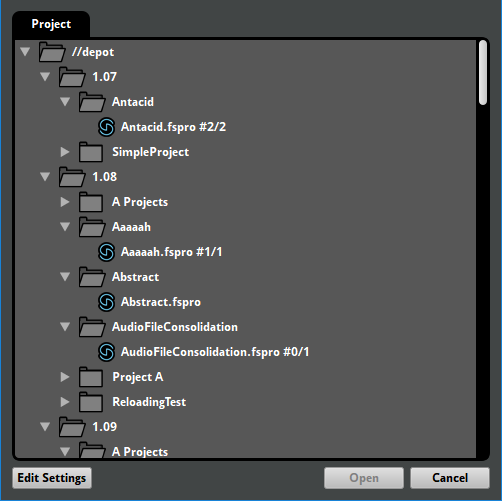 Project
//depot
1.07
Antacid
Antacid.fspro #2/2
SimpleProject
1.08
A Projects
Aaaaah
Aaaaah.fspro #1/1
Abstract
Abstract.fspro
AudioFileConsolidation
AudioFileConsolidation.fspro #0/1
Project A
ReloadingTest
1.09
A Projects
Edit Settings Open Cancel